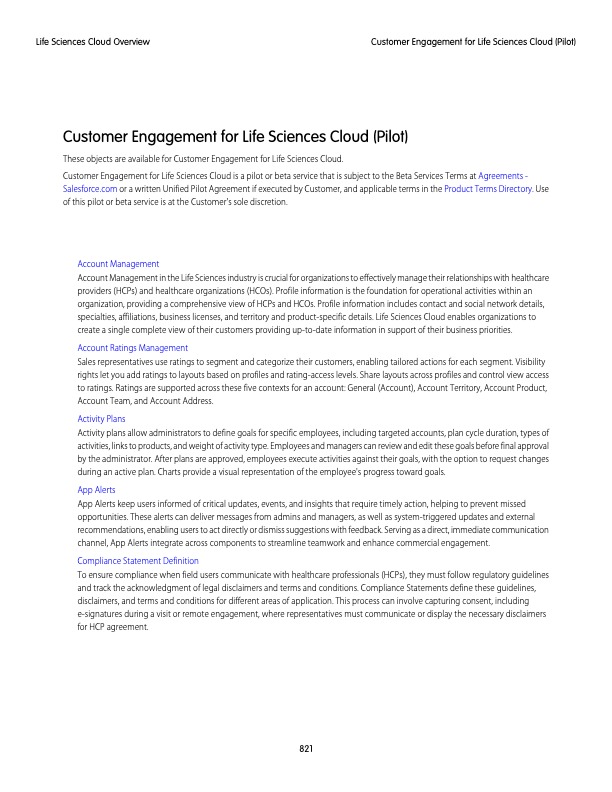 Life Sciences Cloud Overview
Customer Engagement for Life Sciences Cloud (Pilot)
Customer Engagement for Life Sciences Cloud (Pilot)
These objects are available for Customer Engagement for Life Sciences Cloud.
Customer Engagement for Life Sciences Cloud is a pilot or beta service that is subject to the Beta Services Terms at Agreements -
Salesforce.com or a written Unified Pilot Agreement if executed by Customer, and applicable terms in the Product Terms Directory. Use
of this pilot or beta service is at the Customer's sole discretion.
Account Management
Account Management in the Life Sciences industry is crucial for organizations to effectively manage their relationships with healthcare
providers (HCPs) and healthcare organizations (HCOs). Profile information is the foundation for operational activities within an
organization, providing a comprehensive view of HCPs and HCOs. Profile information includes contact and social network details,
specialties, affiliations, business licenses, and territory and product-specific details. Life Sciences Cloud enables organizations to
create a single complete view of their customers providing up-to-date information in support of their business priorities.
Account Ratings Management
Sales representatives use ratings to segment and categorize their customers, enabling tailored actions for each segment. Visibility
rights let you add ratings to layouts based on profiles and rating-access levels. Share layouts across profiles and control view access
to ratings. Ratings are supported across these five contexts for an account: General (Account), Account Territory, Account Product,
Account Team, and Account Address.
Activity Plans
Activity plans allow administrators to define goals for specific employees, including targeted accounts, plan cycle duration, types of
activities, links to products, and weight of activity type. Employees and managers can review and edit these goals before final approval
by the administrator. After plans are approved, employees execute activities against their goals, with the option to request changes
during an active plan. Charts provide a visual representation of the employee's progress toward goals.
App Alerts
App Alerts keep users informed of critical updates, events, and insights that require timely action, helping to prevent missed
opportunities. These alerts can deliver messages from admins and managers, as well as system-triggered updates and external
recommendations, enabling users to act directly or dismiss suggestions with feedback. Serving as a direct, immediate communication
channel, App Alerts integrate across components to streamline teamwork and enhance commercial engagement.
Compliance Statement Definition
To ensure compliance when field users communicate with healthcare professionals (HCPs), they must follow regulatory guidelines
and track the acknowledgment of legal disclaimers and terms and conditions. Compliance Statements define these guidelines,
disclaimers, and terms and conditions for different areas of application. This process can involve capturing consent, including
e-signatures during a visit or remote engagement, where representatives must communicate or display the necessary disclaimers
for HCP agreement.
821